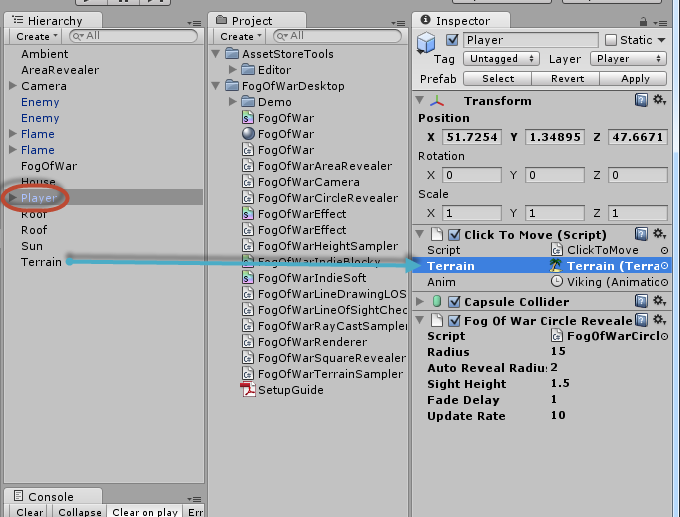 Hierarchy
Create
All
Ambient
AreaRevealer
Camera
Enemy
Enemy
Flame
Flame
FogOfWar
House
Player
Roof
Roof
Sun
Terrain
Console
Clear
Collapse
Clear on play
Err
Project
Create
All
AssetStoreTools
Editor
FogOfWarDesktop
Demo
FogOfWar
FogOfWar
FogOfWar
FogOfWarAreaRevealer
FogOfWarCamera
FogOfWarCircleRevealer
FogOfWarEffect
FogOfWarEffect
FogOfWarHeightSampler
FogOfWarIndieBlocky
FogOfWarIndieSoft
FogOfWarLineDrawingLOS
FogOfWarLineOfSightChec
FogOfWarRayCastSampler
FogOfWarRenderer
FogOfWarSquareRevealer
FogOfWarTerrainSampler
SetupGuide
Inspector
Player Static
Tag Untagged Layer Player
Prefab Select Revert Apply
Transform
Position
X 51.7254 Y 1.34895 Z 47.6671
Rotation
X 0 Y 0 Z 0
Scale
X 1 Y 1 Z 1
Click To Move (Script)
Script ClickToMove
Terrain Terrain (Terra
Anim Viking (Animatio
Capsule Collider
Fog Of War Circle Reveale
Script FogOfWarCircl
Radius 15
Auto Reveal Radiu 2
Sight Height 1.5
Fade Delay 1
Update Rate 10